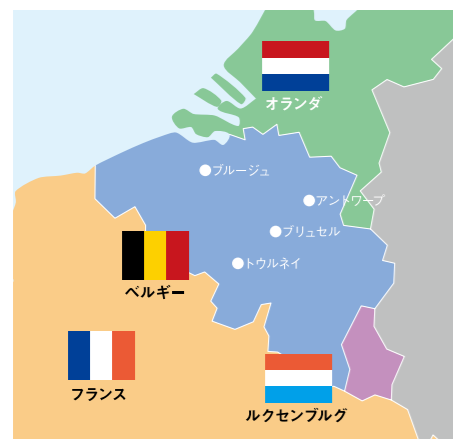 オランダ
ブルージュ
アントワープ
ブリュセル
トウルネイ
ベルギー
フランス
ルクセンブルグ